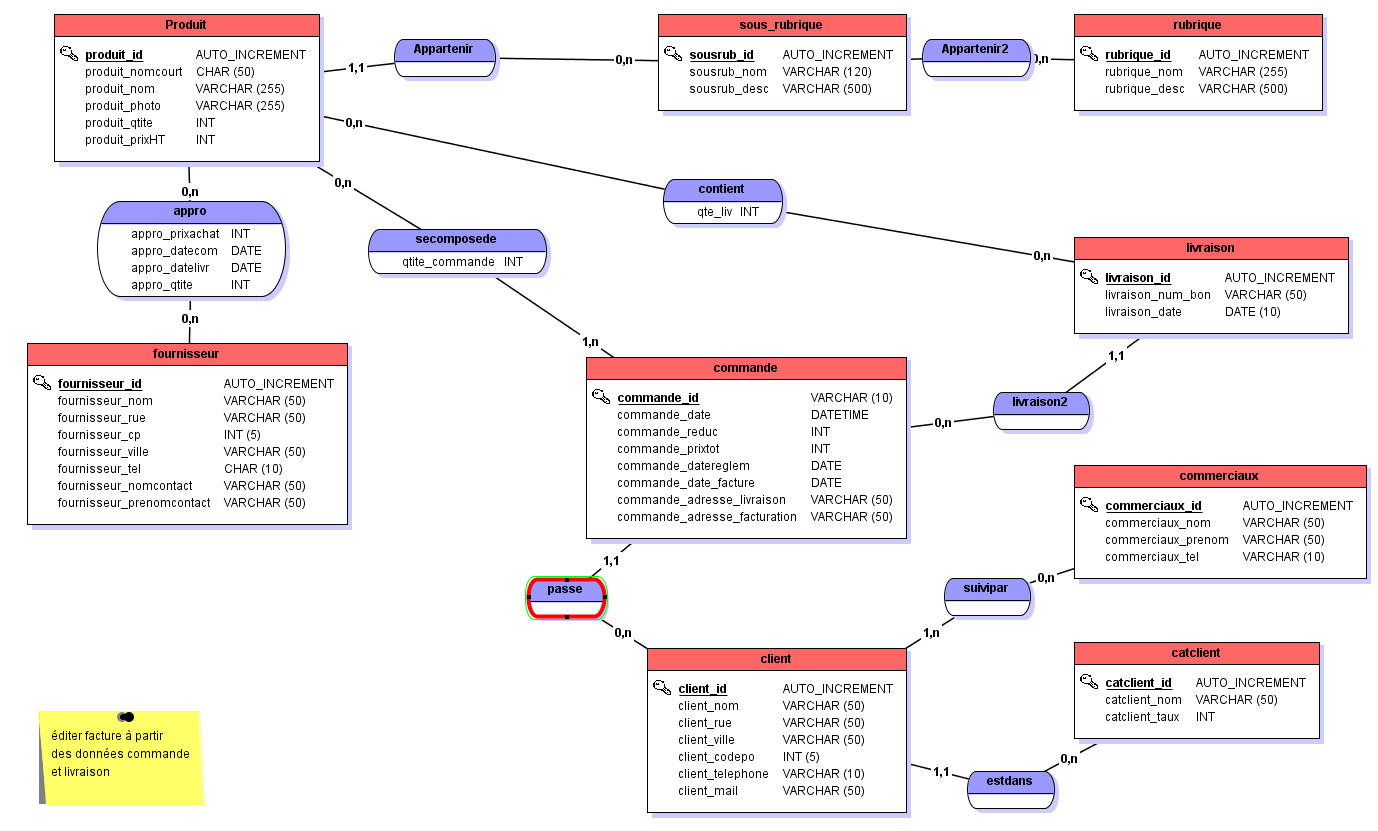 Produit
produit_id AUTO_INCREMENT
produit_nomcourt CHAR (50)
produit_nom VARCHAR (255)
produit_photo VARCHAR (255)
produit_qtite INT
produit_prixHT INT
1,1
Appartenir
0,n
sous_rubrique
sousrub_id AUTO_INCREMENT
sousrub_nom VARCHAR (120)
sousrub_desc VARCHAR (500)
Appartenir2
0,n
rubrique
rubrique_id AUTO_INCREMENT
rubrique_nom VARCHAR (255)
rubrique_desc VARCHAR (500)
0,n
contient
qte_liv INT
0,n
0,n
appro
appro_prixachat INT
appro_datecom DATE
appro_datelivr DATE
appro_qtite INT
0,n
0,n
secomposede
qtite_commande INT
1,n
livraison
livraison_id AUTO_INCREMENT
livraison_num_bon VARCHAR (50)
livraison_date DATE (10)
1,1
livraison2
0,n
fournisseur
fournisseur_id AUTO_INCREMENT
fournisseur_nom VARCHAR (50)
fournisseur_rue VARCHAR (50)
fournisseur_cp INT (5)
fournisseur_ville VARCHAR (50)
fournisseur_tel CHAR (10)
fournisseur_nomcontact VARCHAR (50)
fournisseur_prenomcontact VARCHAR (50)
commande
commande_id VARCHAR (10)
commande_date DATETIME
commande_reduc INT
commande_prixtot INT
commande_datereglem DATE
commande_date_facture DATE
commande_adresse_livraison VARCHAR (50)
commande_adresse_facturation VARCHAR (50)
1,1
passe
0,n
commerciaux
commerciaux_id AUTO_INCREMENT
commerciaux_nom VARCHAR (50)
commerciaux_prenom VARCHAR (50)
commerciaux_tel VARCHAR (10)
0,n
suivipar
1,n
client
client_id AUTO_INCREMENT
client_nom VARCHAR (50)
client_rue VARCHAR (50)
client_ville VARCHAR (50)
client_codepo INT (5)
client_telephone VARCHAR (10)
client_mail VARCHAR (50)
catclient
catclient_id AUTO_INCREMENT
catclient_nom VARCHAR (50)
catclient_taux INT
0,n
1,1
estdans
éditer facture à partir
des données commande
et livraison